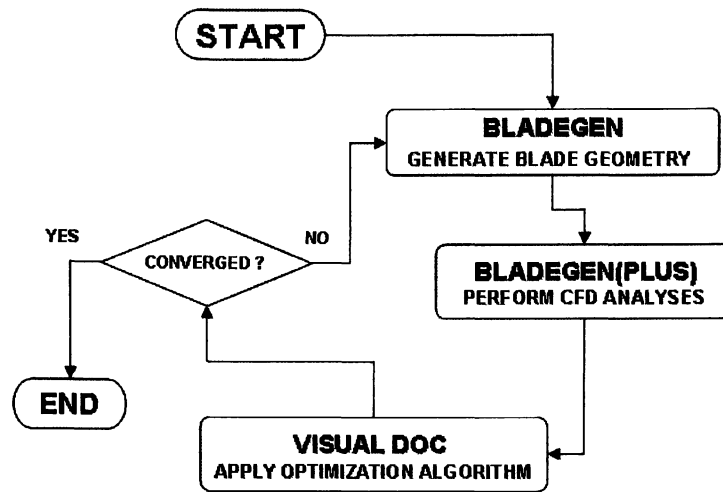 START
BLADEGEN
GENERATE BLADE GEOMETRY
YES
NO
CONVERGED ?
BLADEGEN(PLUS)
PERFORM CFD ANALYSES
END
VISUAL DOC
APPLY OPTIMIZATION ALGORITHM